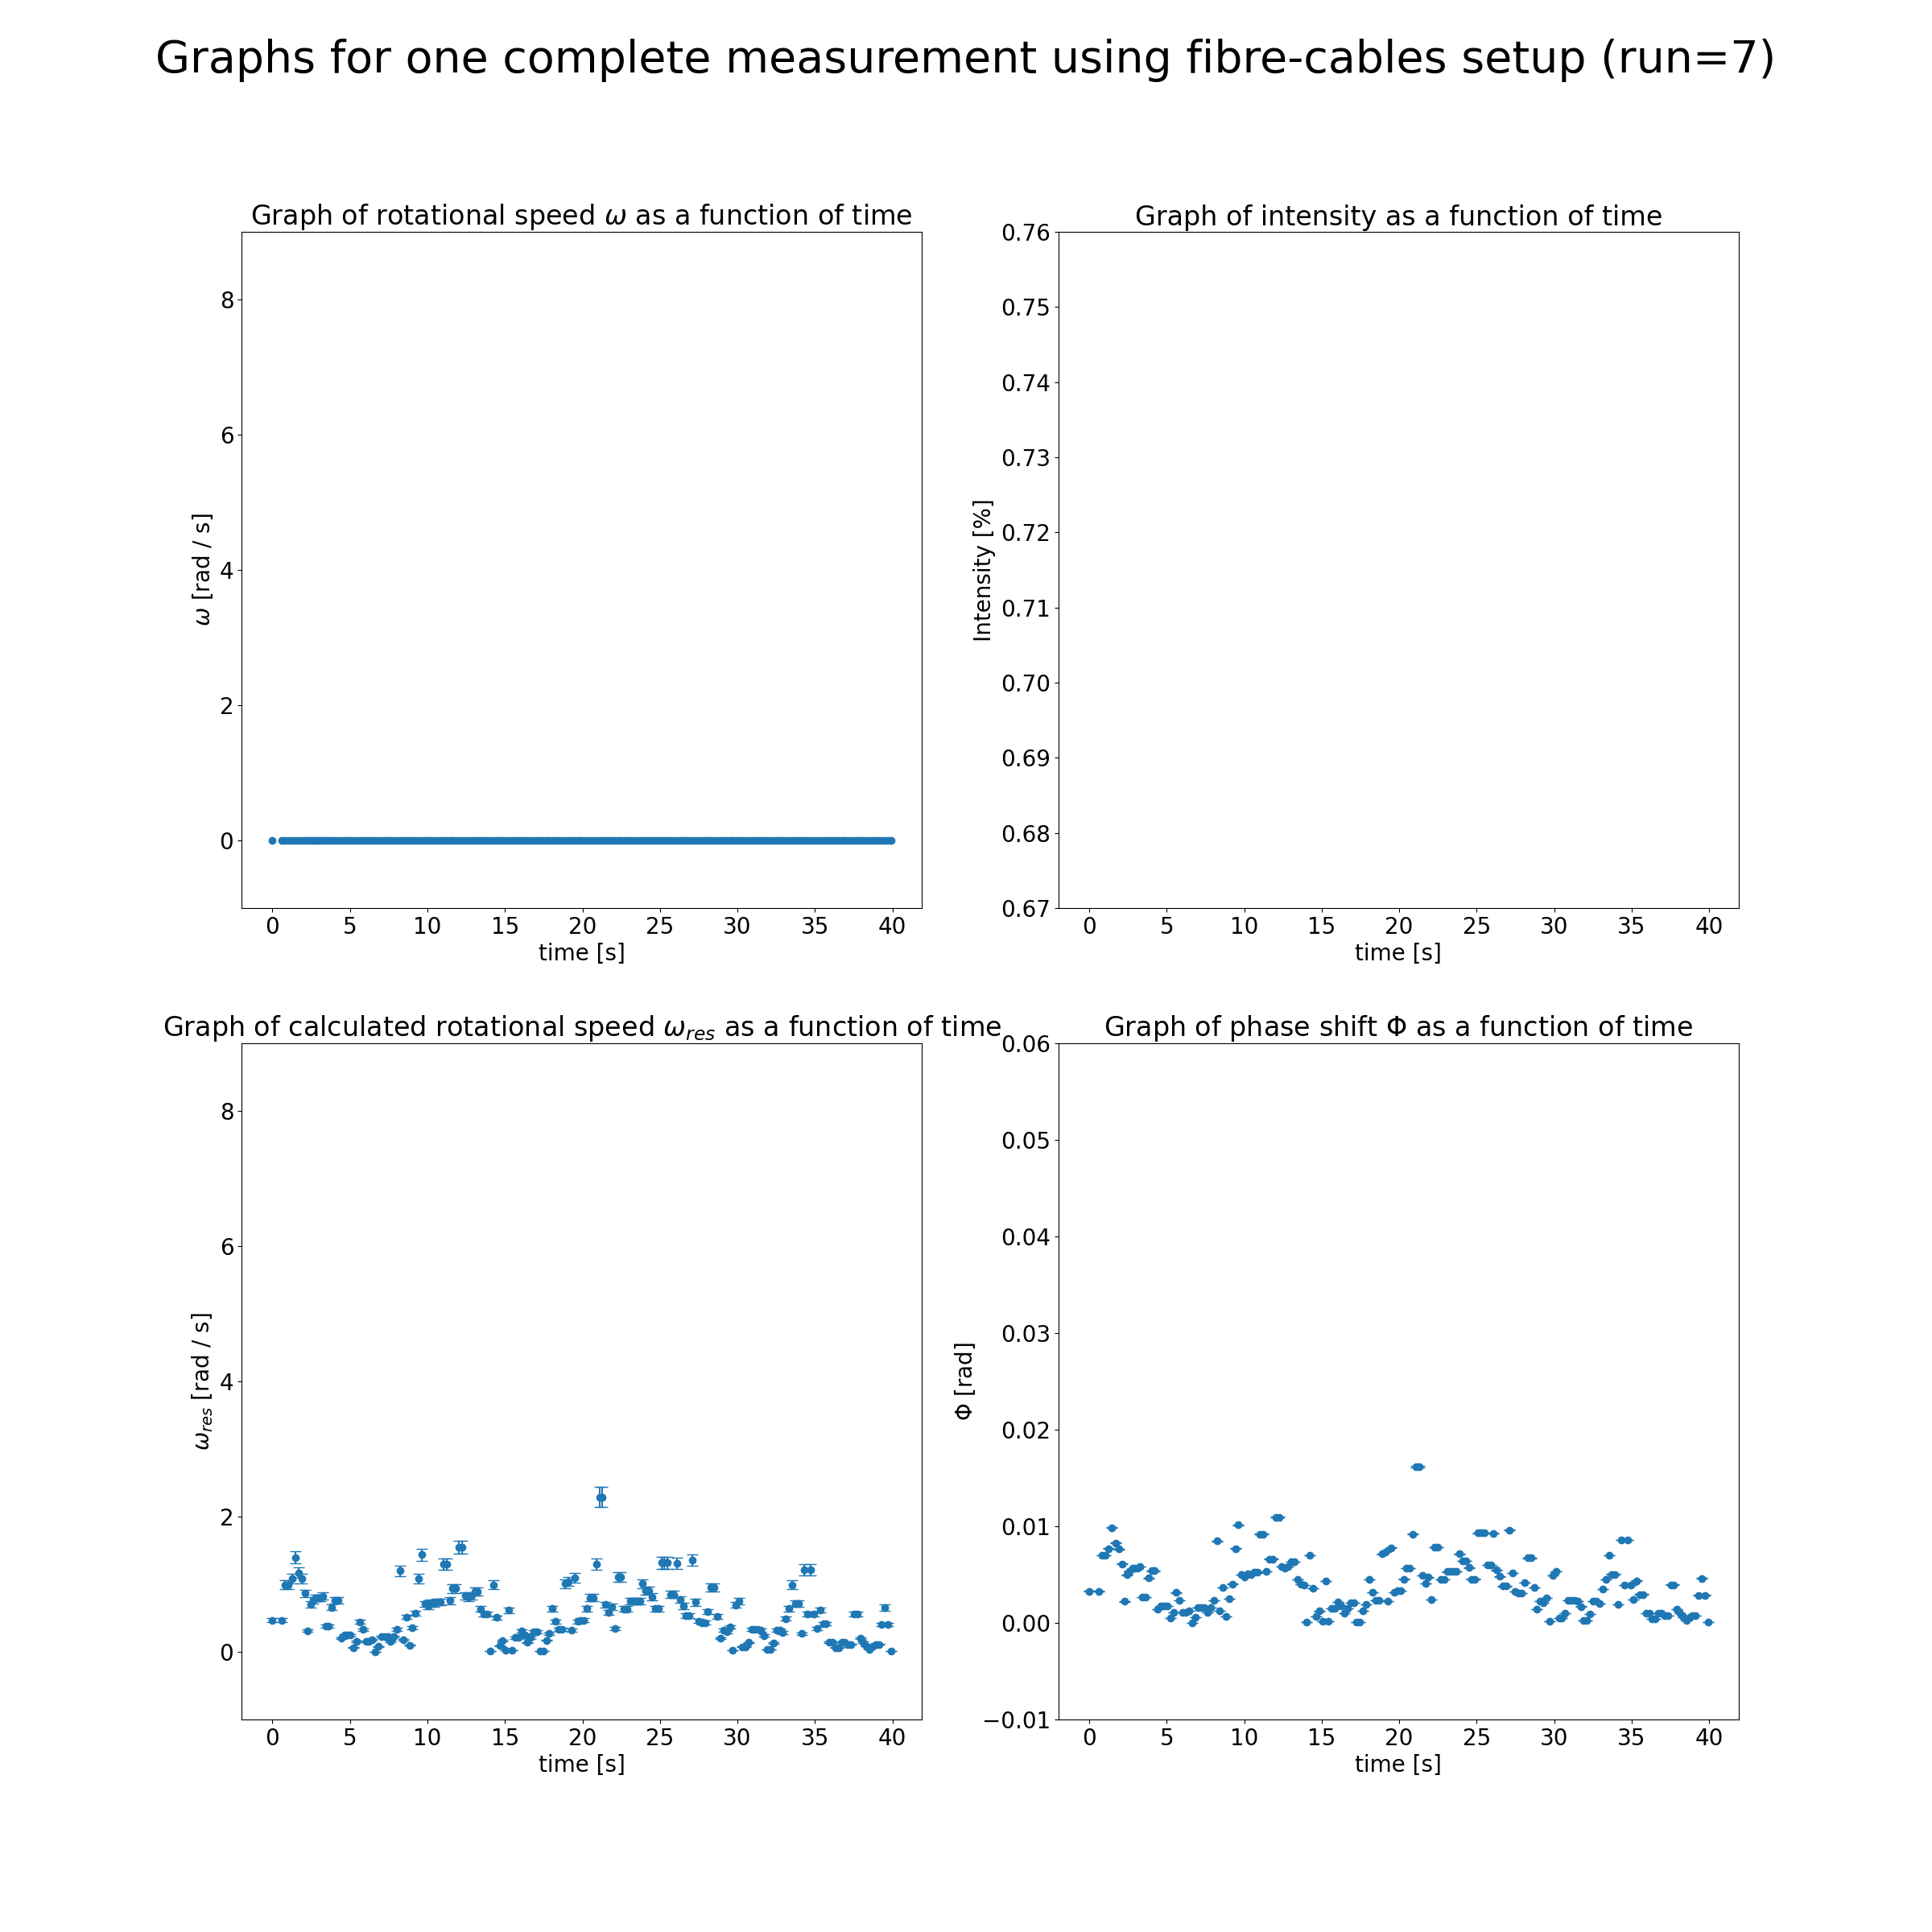 Graphs for one complete measurement using fibre-cables setup (run=7)
Graph of rotational speed ω as a function of time
8
6
4
2
0
ω [rad / s]
0 5 10 15 20 25 30 35 40
time [s]
Graph of intensity as a function of time
0.76
0.75
0.74
0.73
0.72
0.71
0.70
0.69
0.68
0.67
Intensity [%]
0 5 10 15 20 25 30 35 40
time [s]
Graph of calculated rotational speed ω_res as a function of time
8
6
4
2
0
ω_res [rad / s]
0 5 10 15 20 25 30 35 40
time [s]
Graph of phase shift Φ as a function of time
0.06
0.05
0.04
0.03
0.02
0.01
0.00
−0.01
Φ [rad]
0 5 10 15 20 25 30 35 40
time [s]